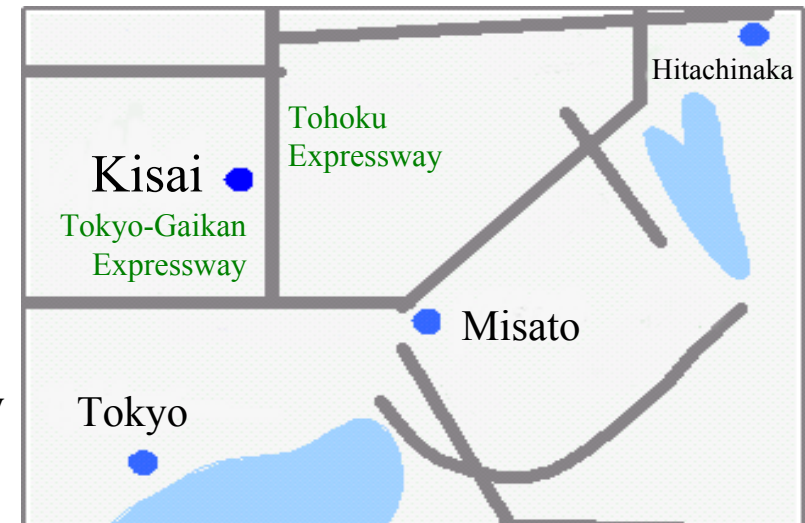 Hitachinaka
Tohoku
Expressway
Kisai
Tokyo-Gaikan
Expressway
Misato
Tokyo